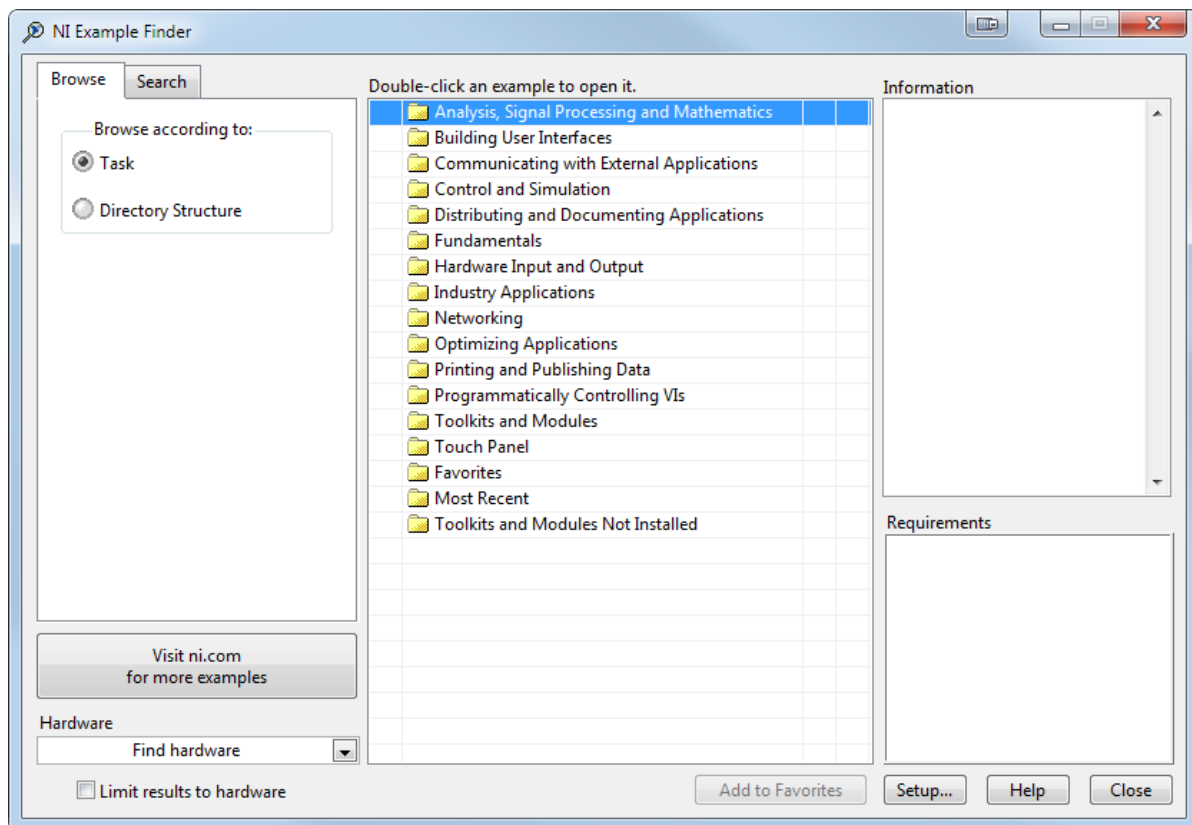 NI Example Finder
Browse
Search
Browse according to:
Task
Directory Structure
Visit ni.com
for more examples
Hardware
Find hardware
Limit results to hardware
Double-click an example to open it.
Analysis, Signal Processing and Mathematics
Building User Interfaces
Communicating with External Applications
Control and Simulation
Distributing and Documenting Applications
Fundamentals
Hardware Input and Output
Industry Applications
Networking
Optimizing Applications
Printing and Publishing Data
Programmatically Controlling VIs
Toolkits and Modules
Touch Panel
Favorites
Most Recent
Toolkits and Modules Not Installed
Information
Requirements
Add to Favorites
Setup...
Help
Close